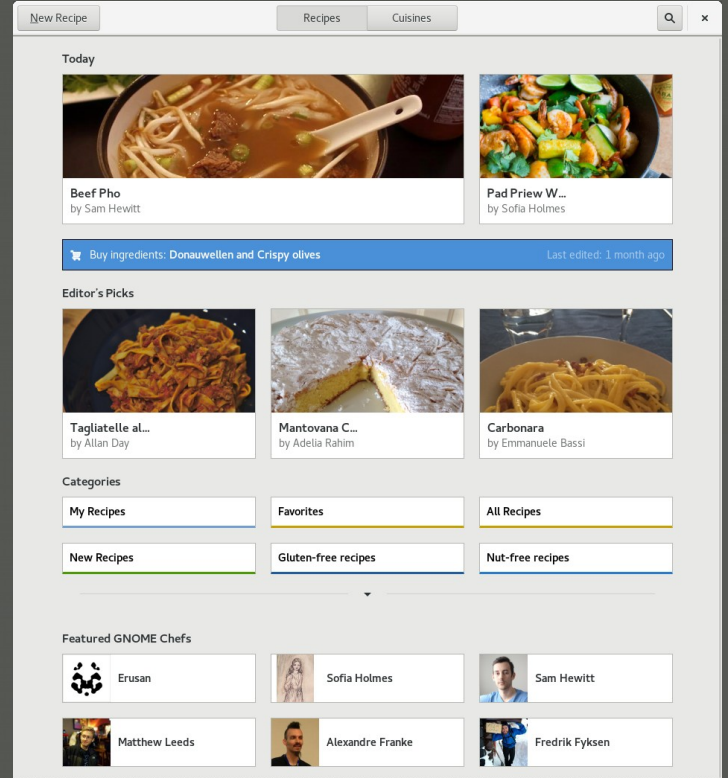 New Recipe
Recipes
Cuisines
Today
Beef Pho
by Sam Hewitt
Pad Priew W...
by Sofia Holmes
Buy ingredients: Donauwellen and Crispy olives
Last edited: 1 month ago
Editor's Picks
Tagliatelle al...
by Allan Day
Mantovana C...
by Adelia Rahim
Carbonara
by Emmanuele Bassi
Categories
My Recipes
Favorites
All Recipes
New Recipes
Gluten-free recipes
Nut-free recipes
Featured GNOME Chefs
Erusan
Sofia Holmes
Sam Hewitt
Matthew Leeds
Alexandre Franke
Fredrik Fyksen